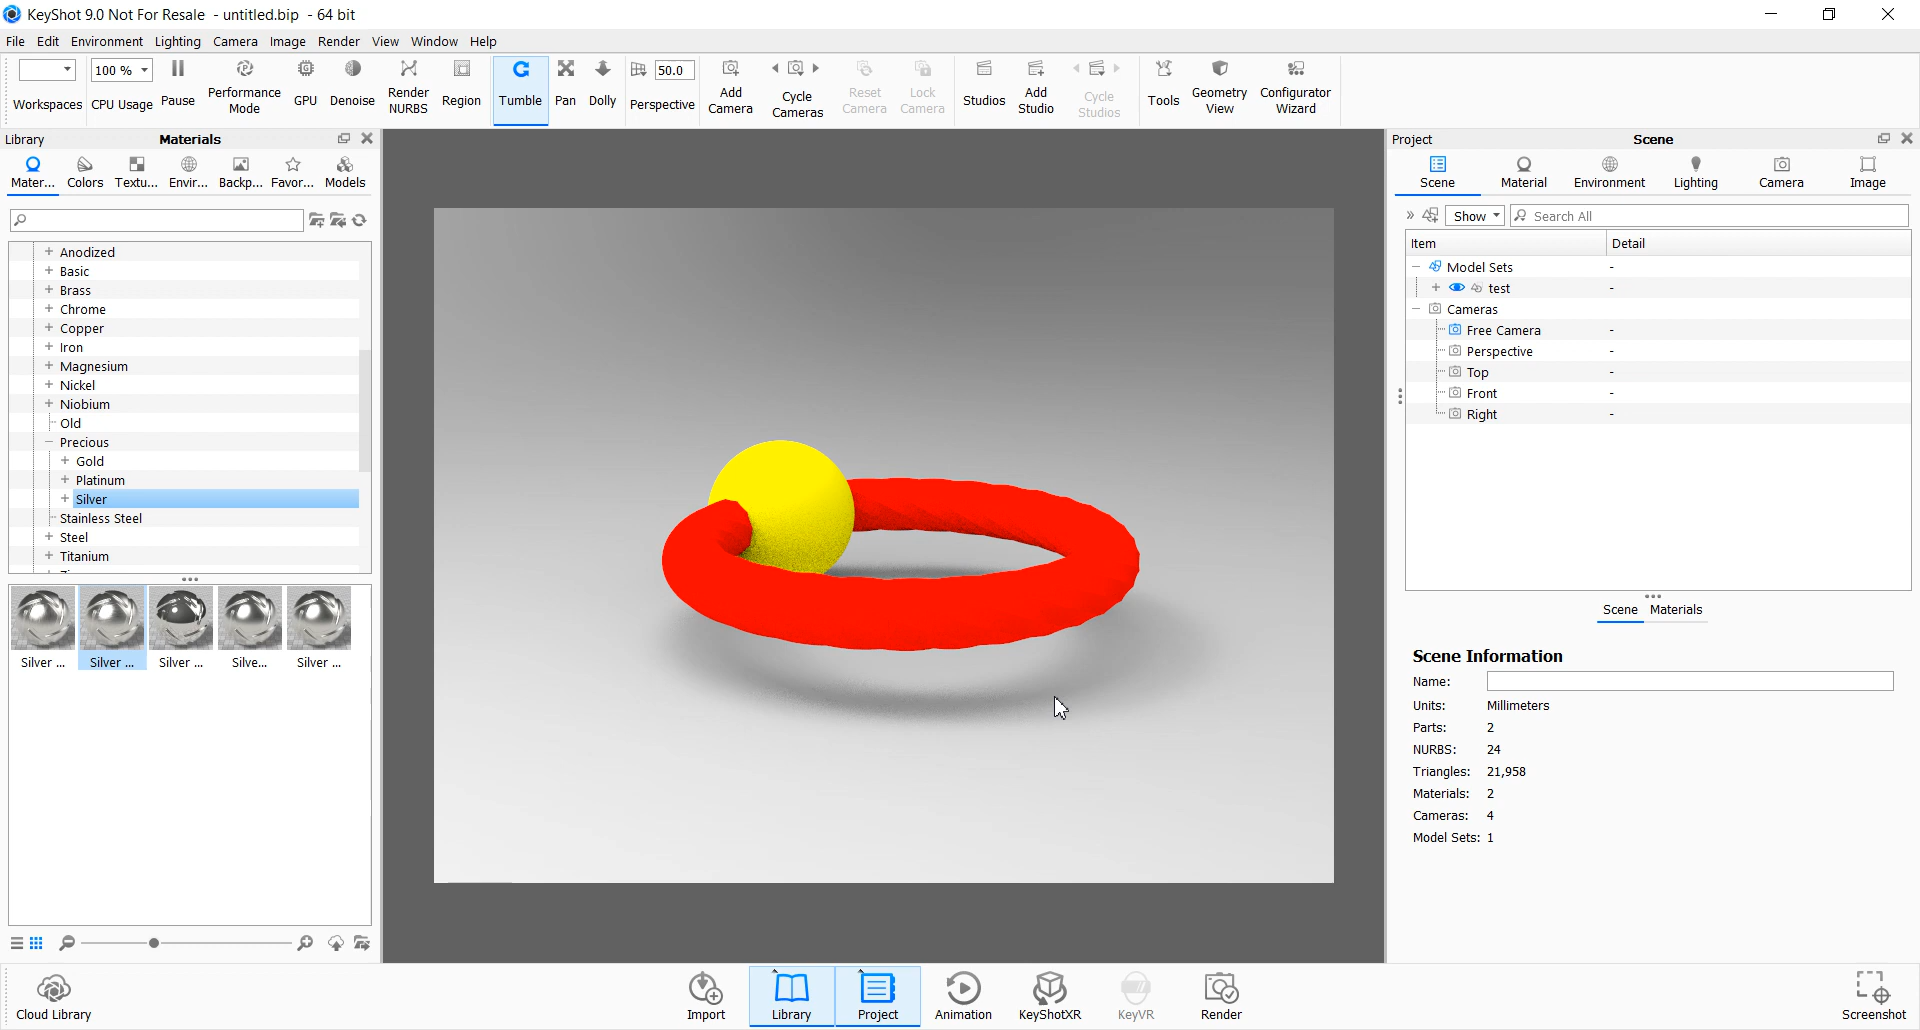 KeyShot 9.0 Not For Resale - untitled.bip - 64 bit
File Edit Environment Lighting Camera Image Render View Window Help
100 % 50.0
Workspaces CPU Usage Pause Performance Mode GPU Denoise Render NURBS Region Tumble Pan Dolly Perspective Add Camera Cycle Cameras Reset Camera Lock Camera Studios Add Studio Cycle Studios Tools Geometry View Configurator Wizard
Library Materials
Mater... Colors Textu... Envir... Backp... Favor... Models
+ Anodized
+ Basic
+ Brass
+ Chrome
+ Copper
+ Iron
+ Magnesium
+ Nickel
+ Niobium
Old
− Precious
+ Gold
+ Platinum
+ Silver
Stainless Steel
+ Steel
+ Titanium
Silver ... Silver ... Silver ... Silve... Silver ...
Project Scene
Scene Material Environment Lighting Camera Image
» Show Search All
Item Detail
− Model Sets -
+ test -
− Cameras
Free Camera -
Perspective -
Top -
Front -
Right -
Scene Materials
Scene Information
Name:
Units: Millimeters
Parts: 2
NURBS: 24
Triangles: 21,958
Materials: 2
Cameras: 4
Model Sets: 1
Cloud Library Import Library Project Animation KeyShotXR KeyVR Render Screenshot